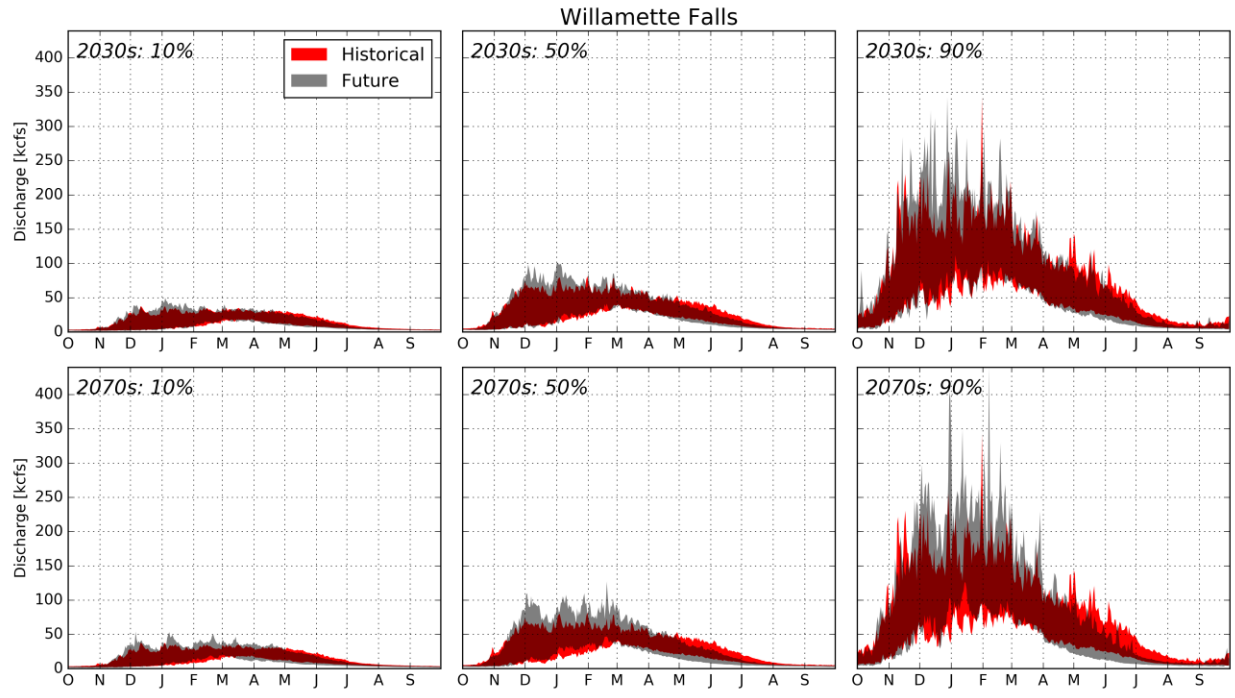 Willamette Falls
2030s: 10%
Historical
Future
2030s: 50%
2030s: 90%
Discharge [kcfs]
400
350
300
250
200
150
100
50
0
O N D J F M A M J J A S
O N D J F M A M J J A S
O N D J F M A M J J A S
2070s: 10%
2070s: 50%
2070s: 90%
Discharge [kcfs]
400
350
300
250
200
150
100
50
0
O N D J F M A M J J A S
O N D J F M A M J J A S
O N D J F M A M J J A S